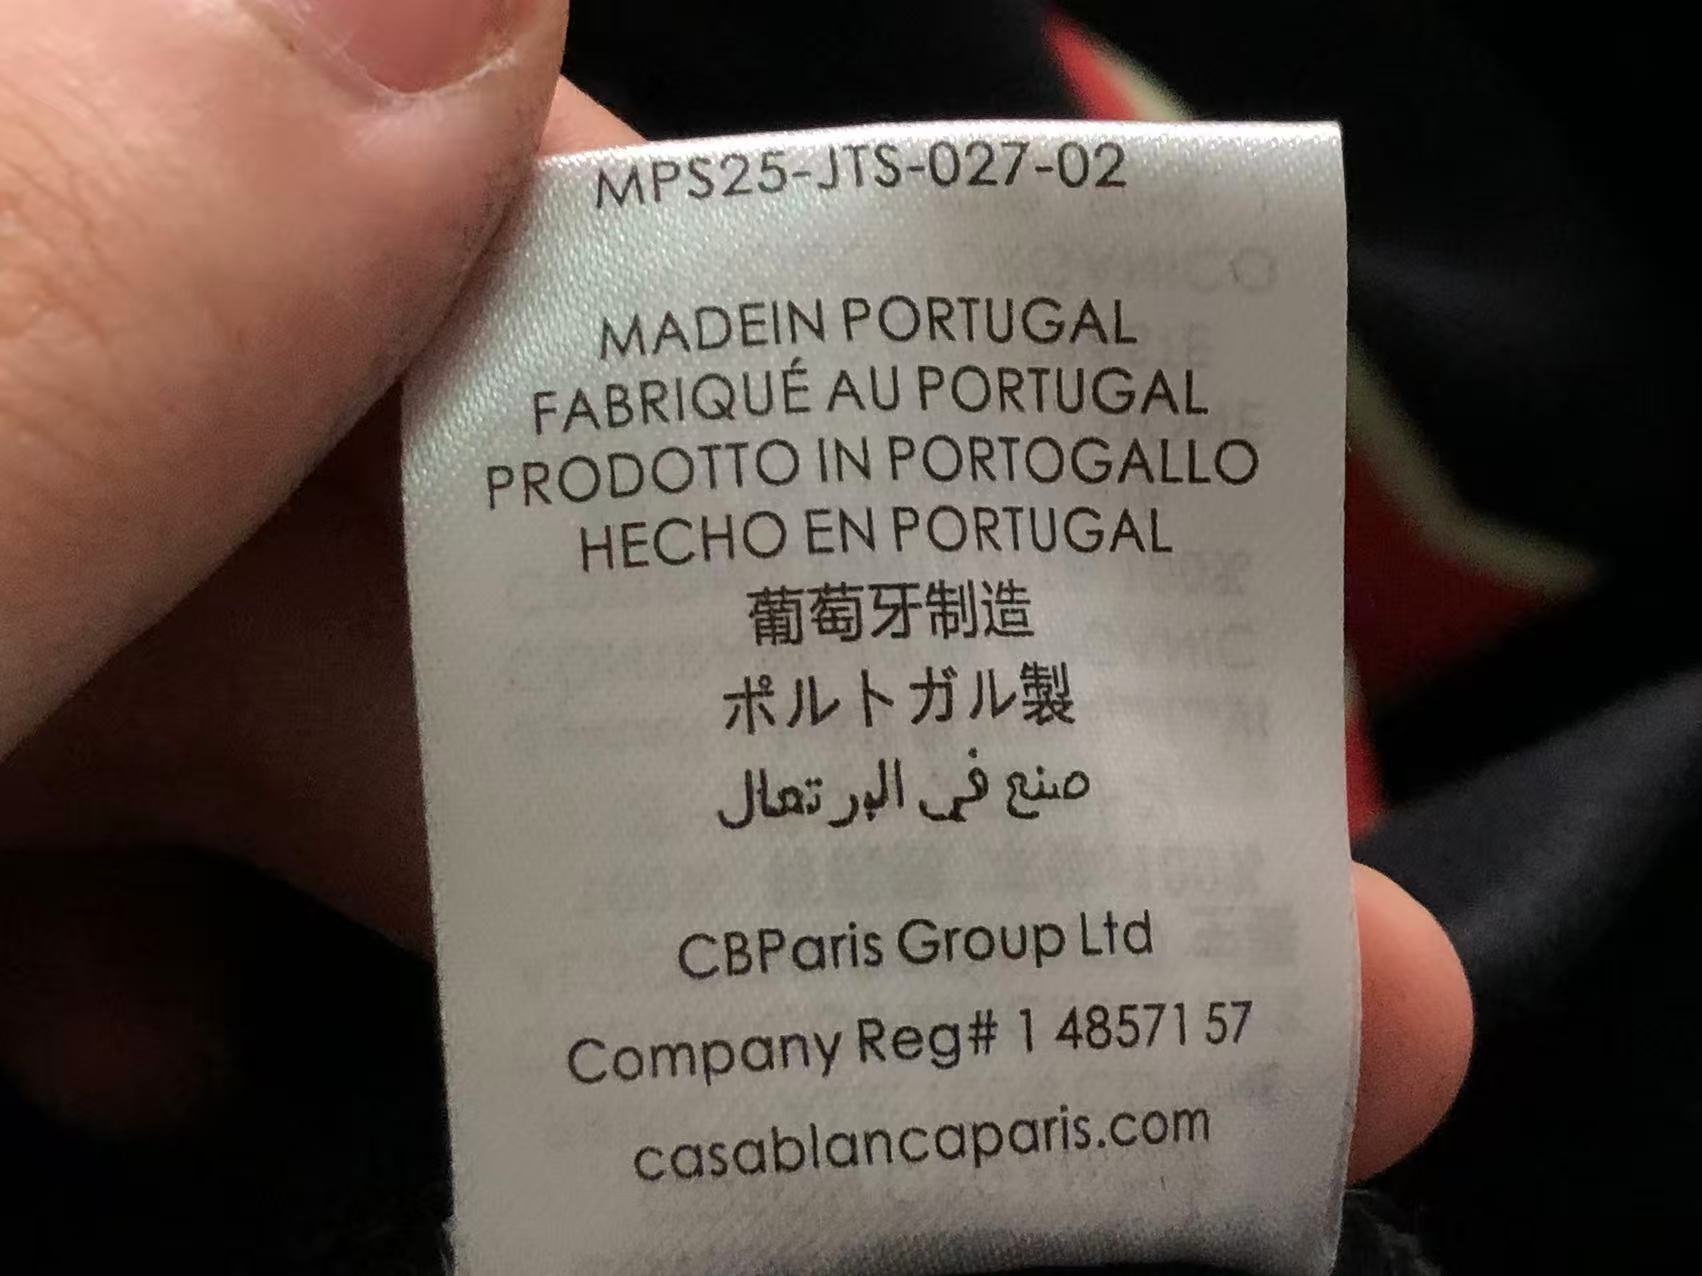 MPS25-JTS-027-02
MADEIN PORTUGAL
FABRIQUÉ AU PORTUGAL
PRODOTTO IN PORTOGALLO
HECHO EN PORTUGAL
葡萄牙制造
ポルトガル製
صنع في البر تعال
CBParis Group Ltd
Company Reg# 1 48571 57
casablancaparis.com